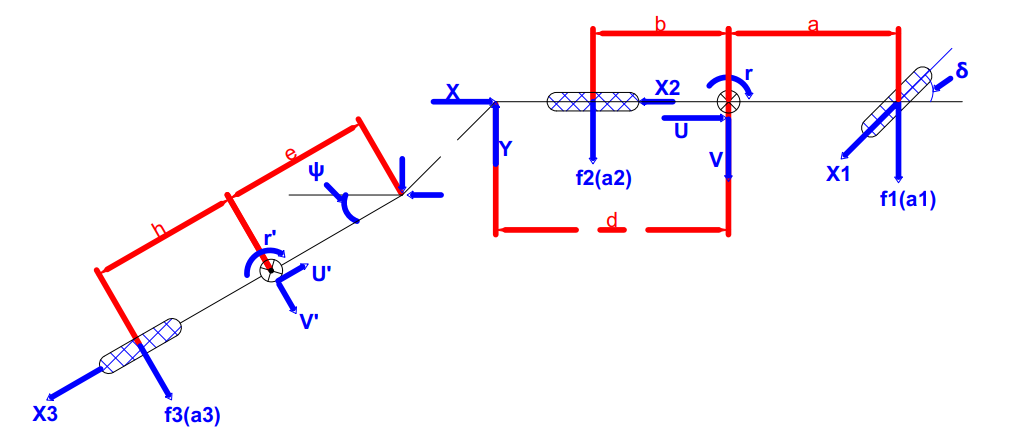 b
a
X
X2
r
δ
U
Y
V
X1
f2(a2)
f1(a1)
e
ψ
d
h
r'
U'
V'
X3
f3(a3)